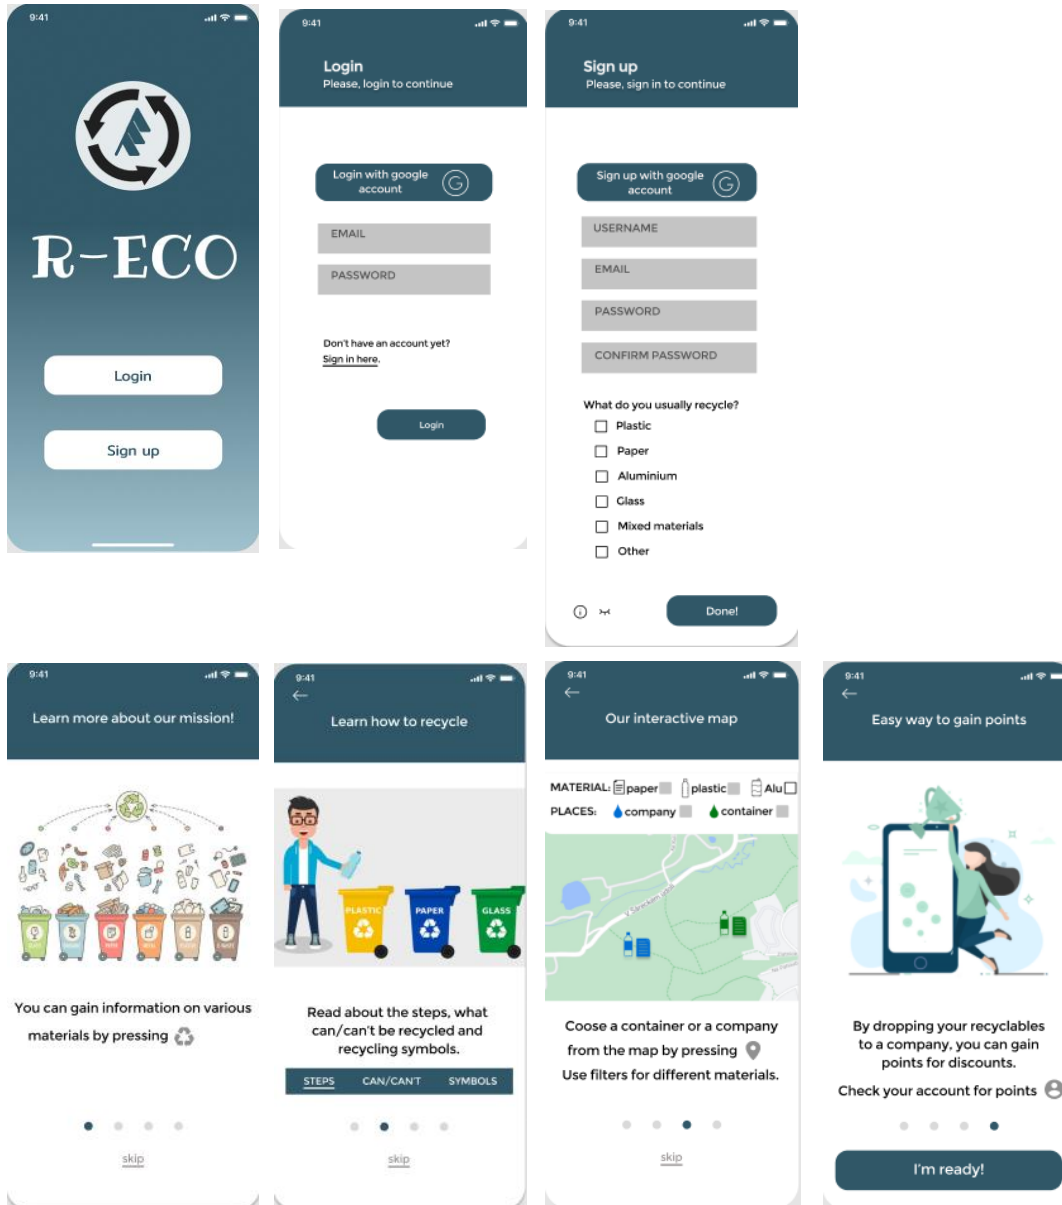 9:41
R-ECO
Login
Sign up
9:41
Login
Please, login to continue
Login with google
account
G
EMAIL
PASSWORD
Don't have an account yet?
Sign in here.
Login
9:41
Sign up
Please, sign in to continue
Sign up with google
account
G
USERNAME
EMAIL
PASSWORD
CONFIRM PASSWORD
What do you usually recycle?
Plastic
Paper
Aluminium
Glass
Mixed materials
Other
Done!
9:41
Learn more about our mission!
You can gain information on various
materials by pressing
skip
9:41
Learn how to recycle
PLASTIC
PAPER
GLASS
Read about the steps, what
can/can't be recycled and
recycling symbols.
STEPS CAN/CAN'T SYMBOLS
skip
9:41
Our interactive map
MATERIAL: paper plastic Alu
PLACES: company container
Coose a container or a company
from the map by pressing
Use filters for different materials.
skip
9:41
Easy way to gain points
By dropping your recyclables
to a company, you can gain
points for discounts.
Check your account for points
I'm ready!